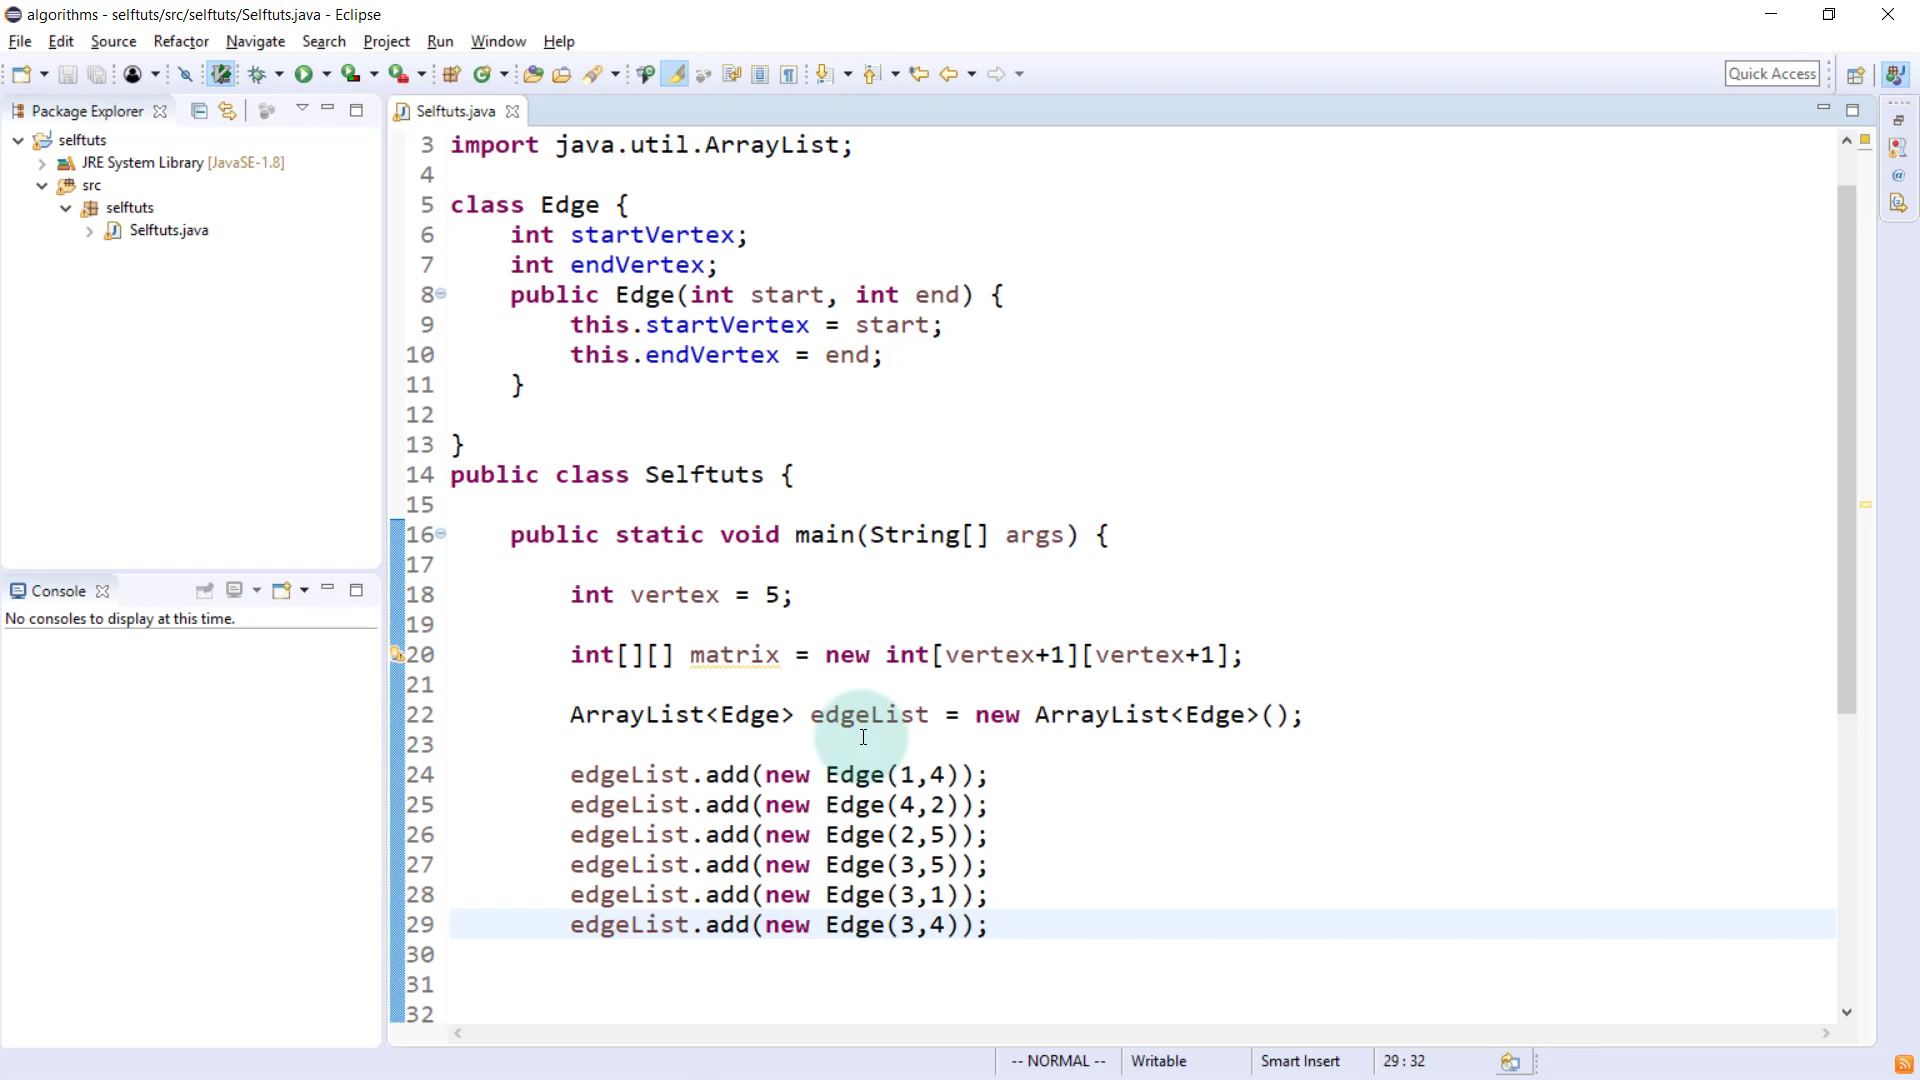 algorithms - selftuts/src/selftuts/Selftuts.java - Eclipse
File Edit Source Refactor Navigate Search Project Run Window Help
Quick Access
Package Explorer
selftuts
JRE System Library [JavaSE-1.8]
src
selftuts
Selftuts.java
Console
No consoles to display at this time.
Selftuts.java
3 import java.util.ArrayList;
4
5 class Edge {
6 int startVertex;
7 int endVertex;
8 public Edge(int start, int end) {
9 this.startVertex = start;
10 this.endVertex = end;
11 }
12
13 }
14 public class Selftuts {
15
16 public static void main(String[] args) {
17
18 int vertex = 5;
19
20 int[][] matrix = new int[vertex+1][vertex+1];
21
22 ArrayList<Edge> edgeList = new ArrayList<Edge>();
23
24 edgeList.add(new Edge(1,4));
25 edgeList.add(new Edge(4,2));
26 edgeList.add(new Edge(2,5));
27 edgeList.add(new Edge(3,5));
28 edgeList.add(new Edge(3,1));
29 edgeList.add(new Edge(3,4));
30
31
32
-- NORMAL -- Writable Smart Insert 29 : 32